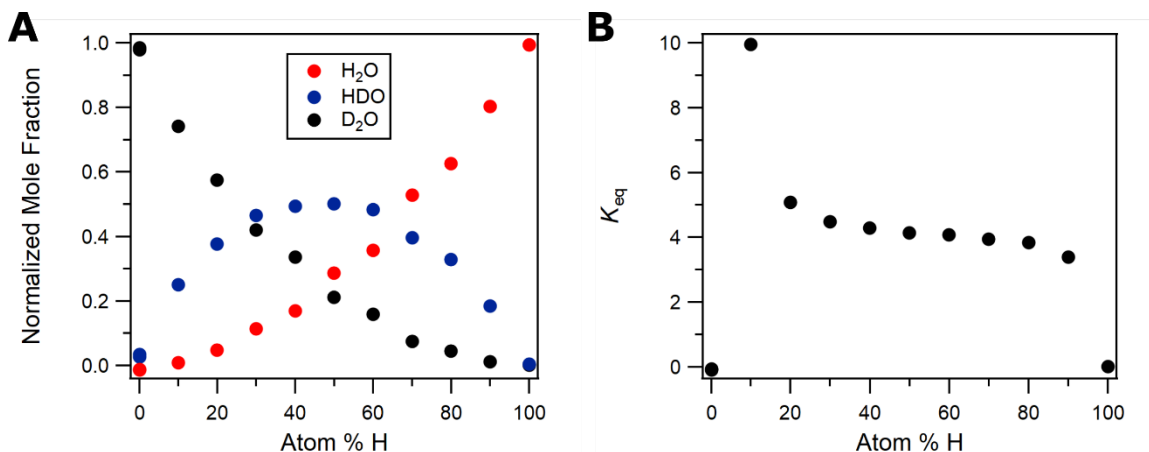 A
Normalized Mole Fraction
1.0
0.8
0.6
0.4
0.2
0.0
H₂O
HDO
D₂O
0 20 40 60 80 100
Atom % H
B
K_eq
10
8
6
4
2
0
0 20 40 60 80 100
Atom % H